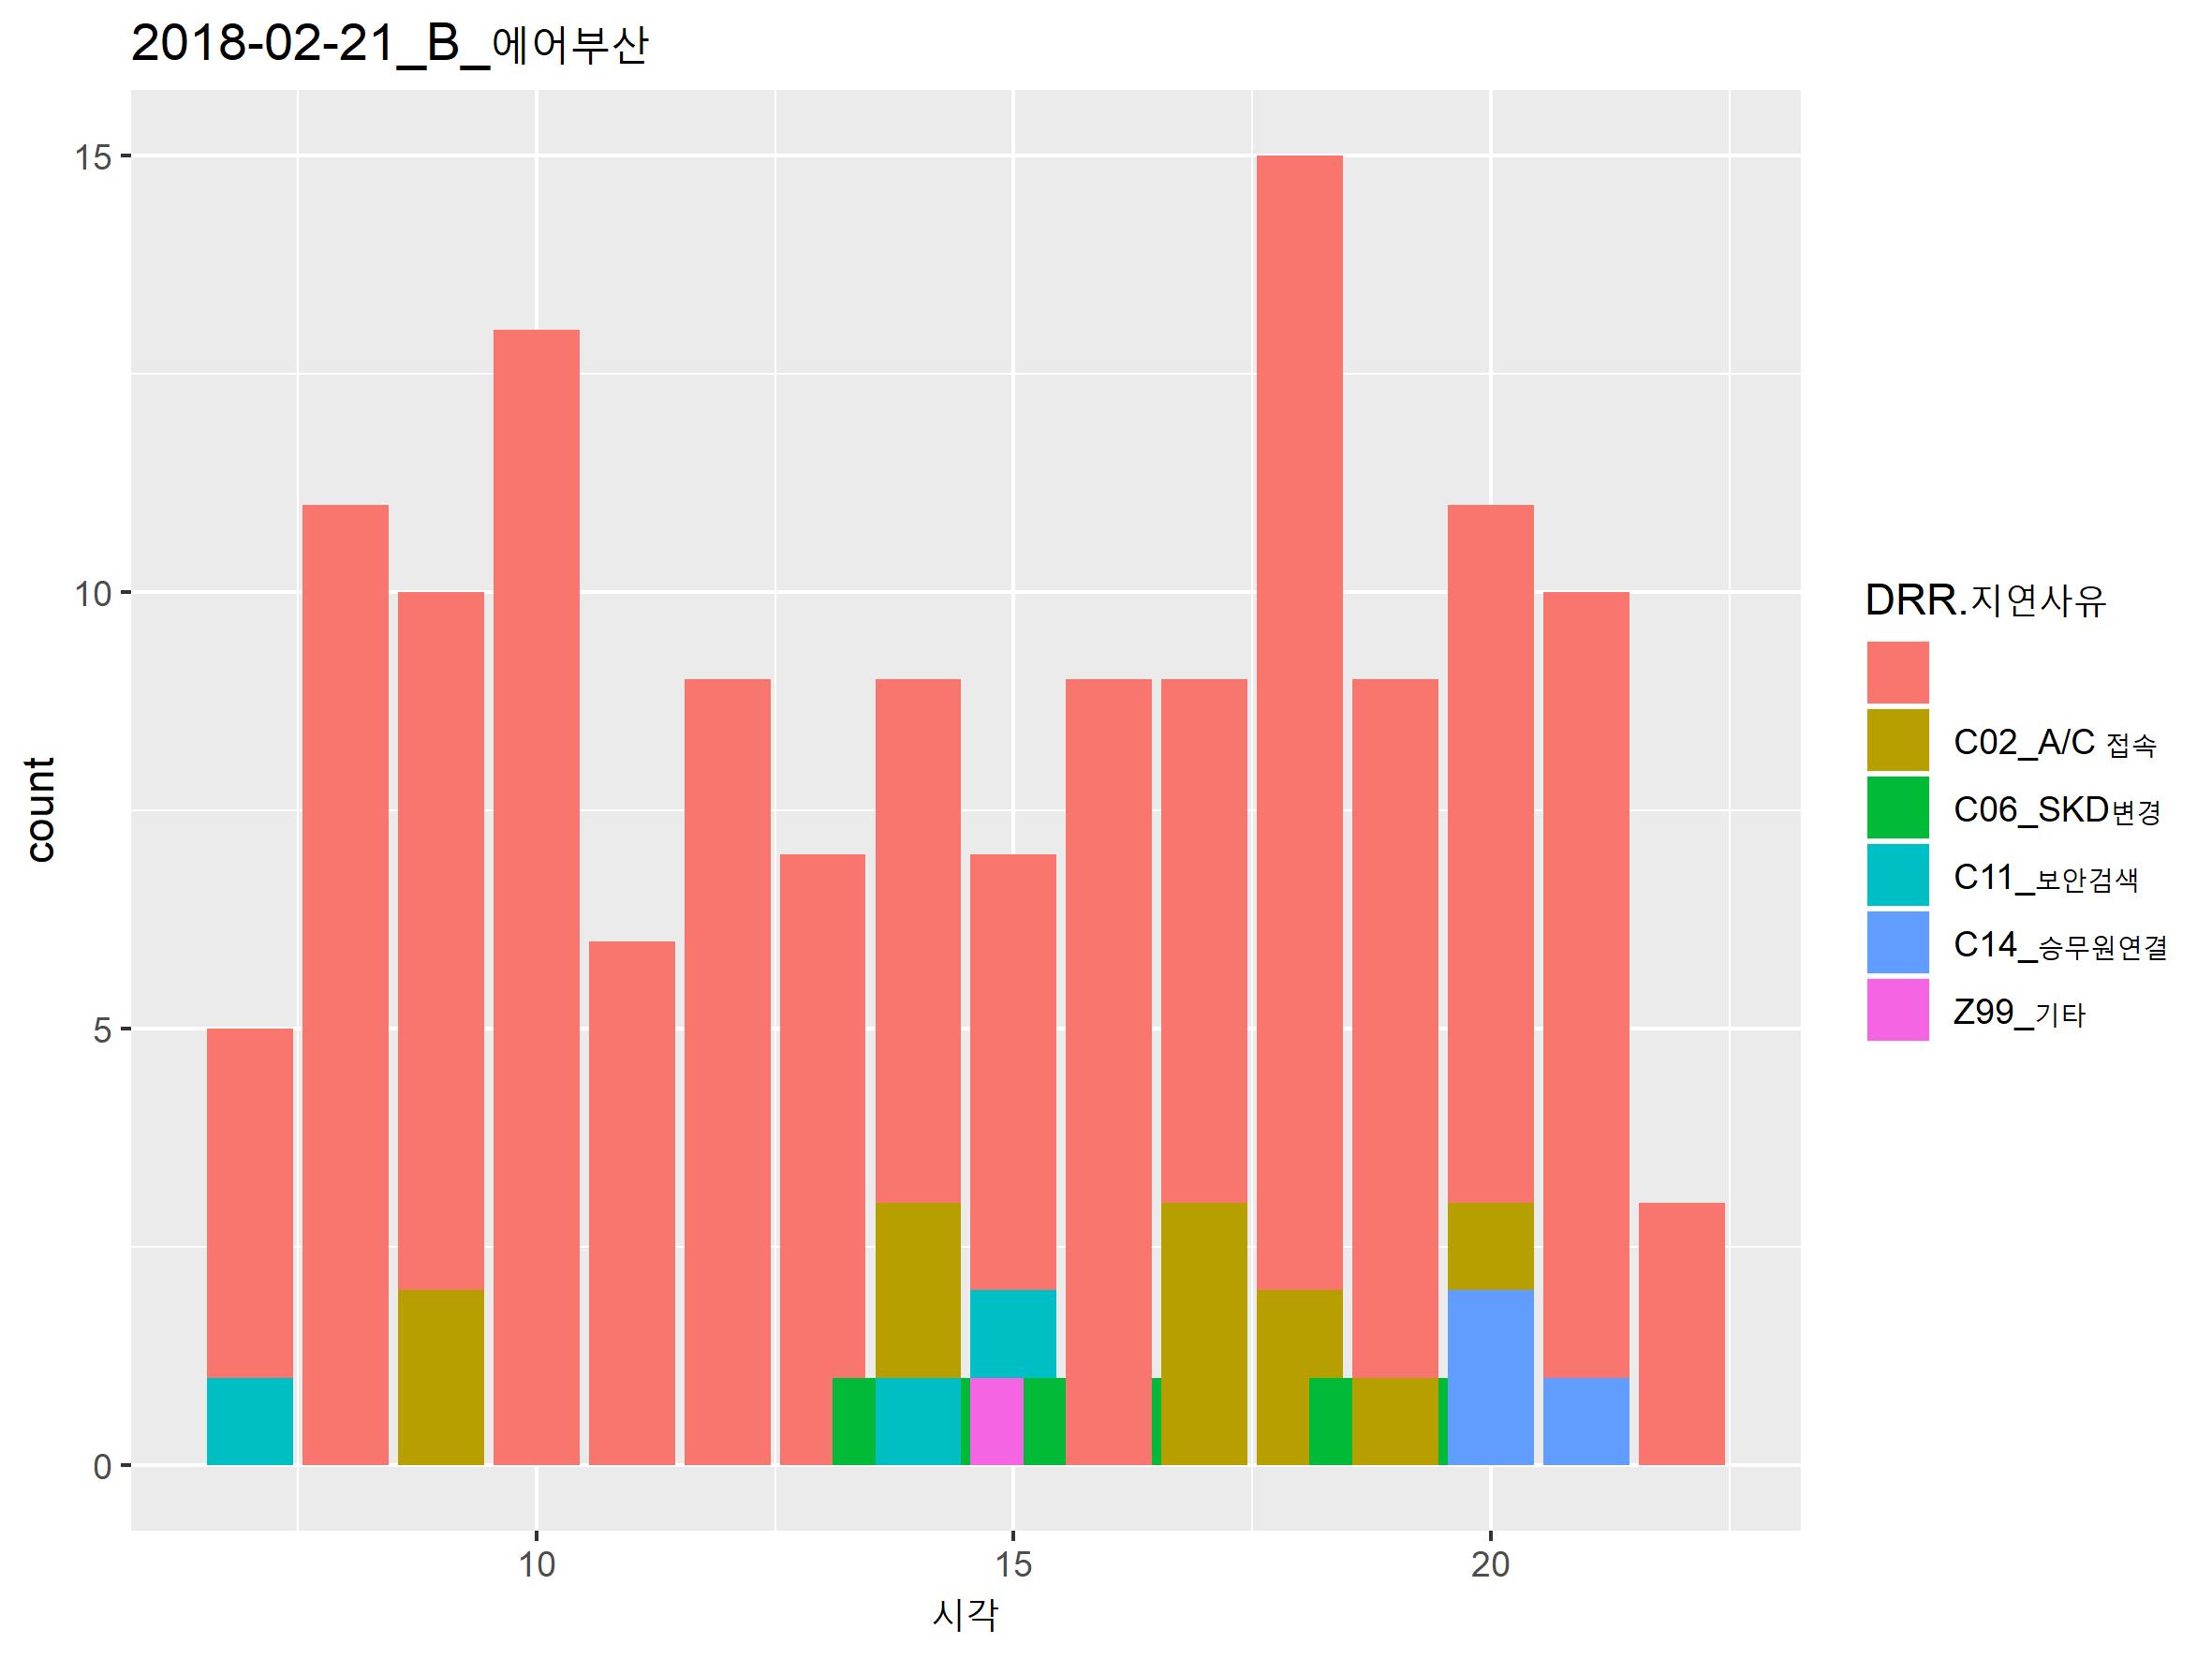 2018-02-21_B_에어부산
15
10
5
0
count
10 15 20
시각
DRR.지연사유
C02_A/C 접속
C06_SKD변경
C11_보안검색
C14_승무원연결
Z99_기타